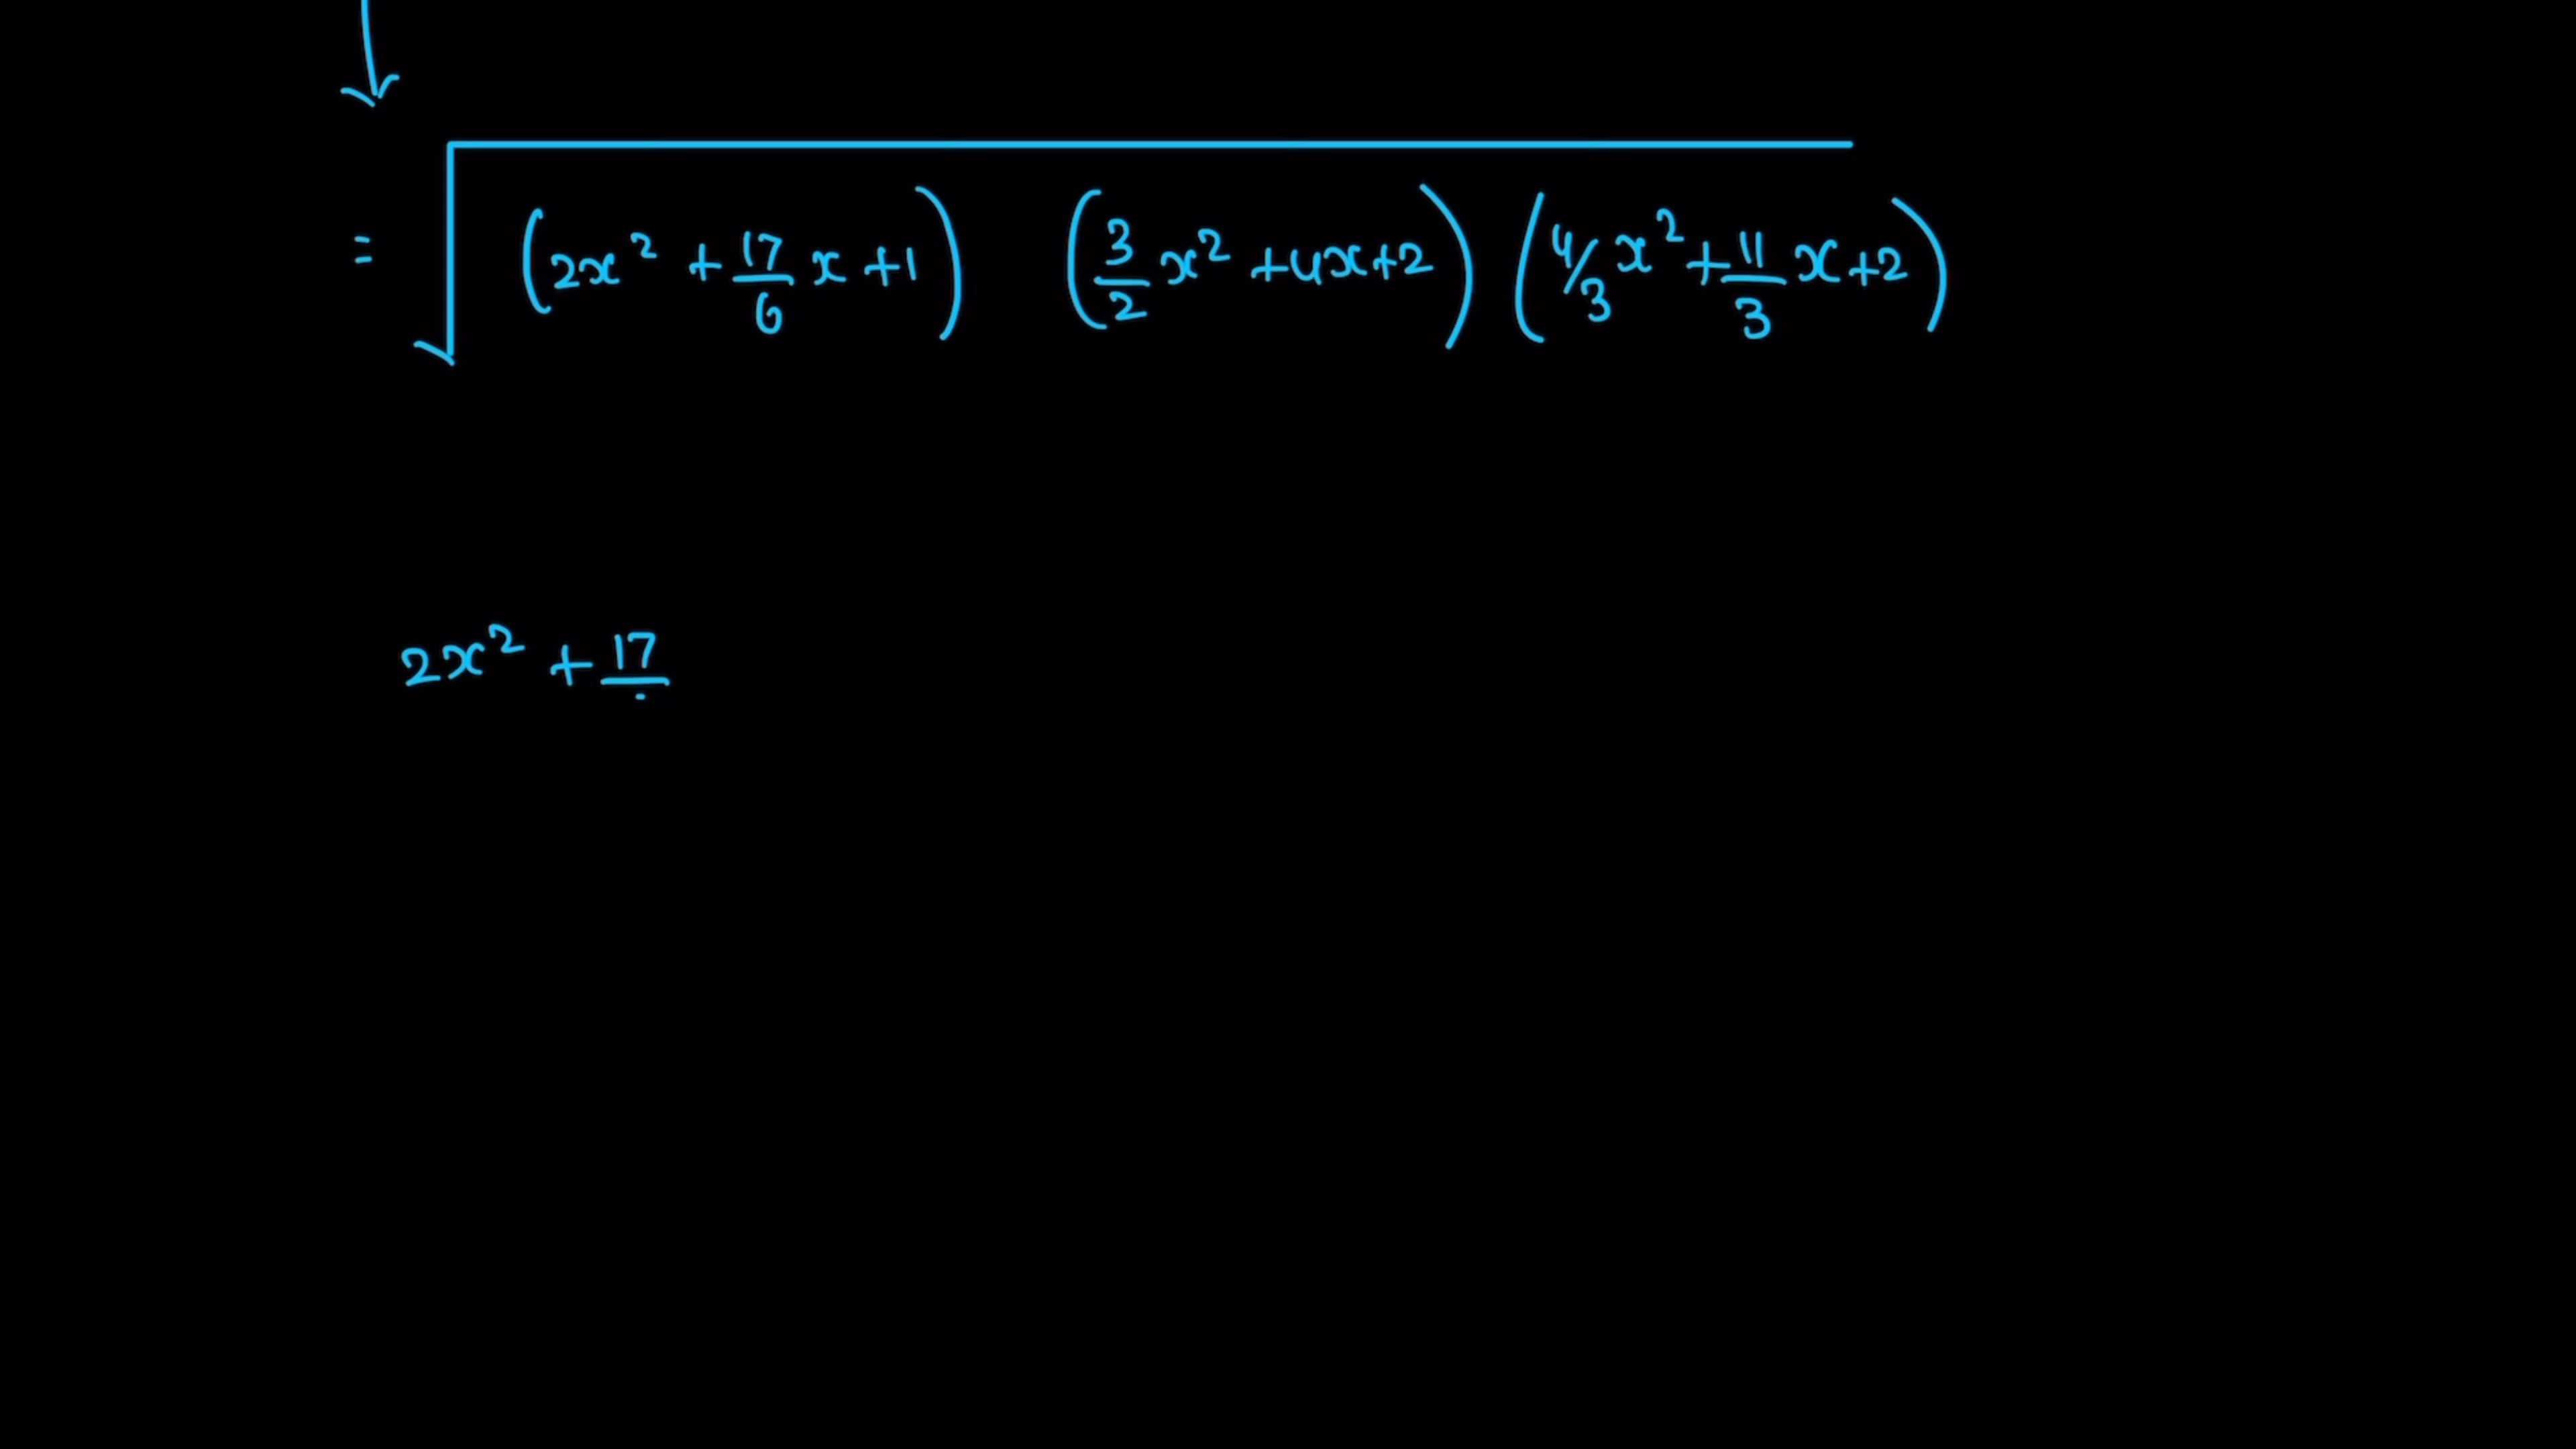 = √(2x² + 17/6 x + 1) (3/2 x² + 4x + 2) (4/3 x² + 11/3 x + 2)
2x² + 17/